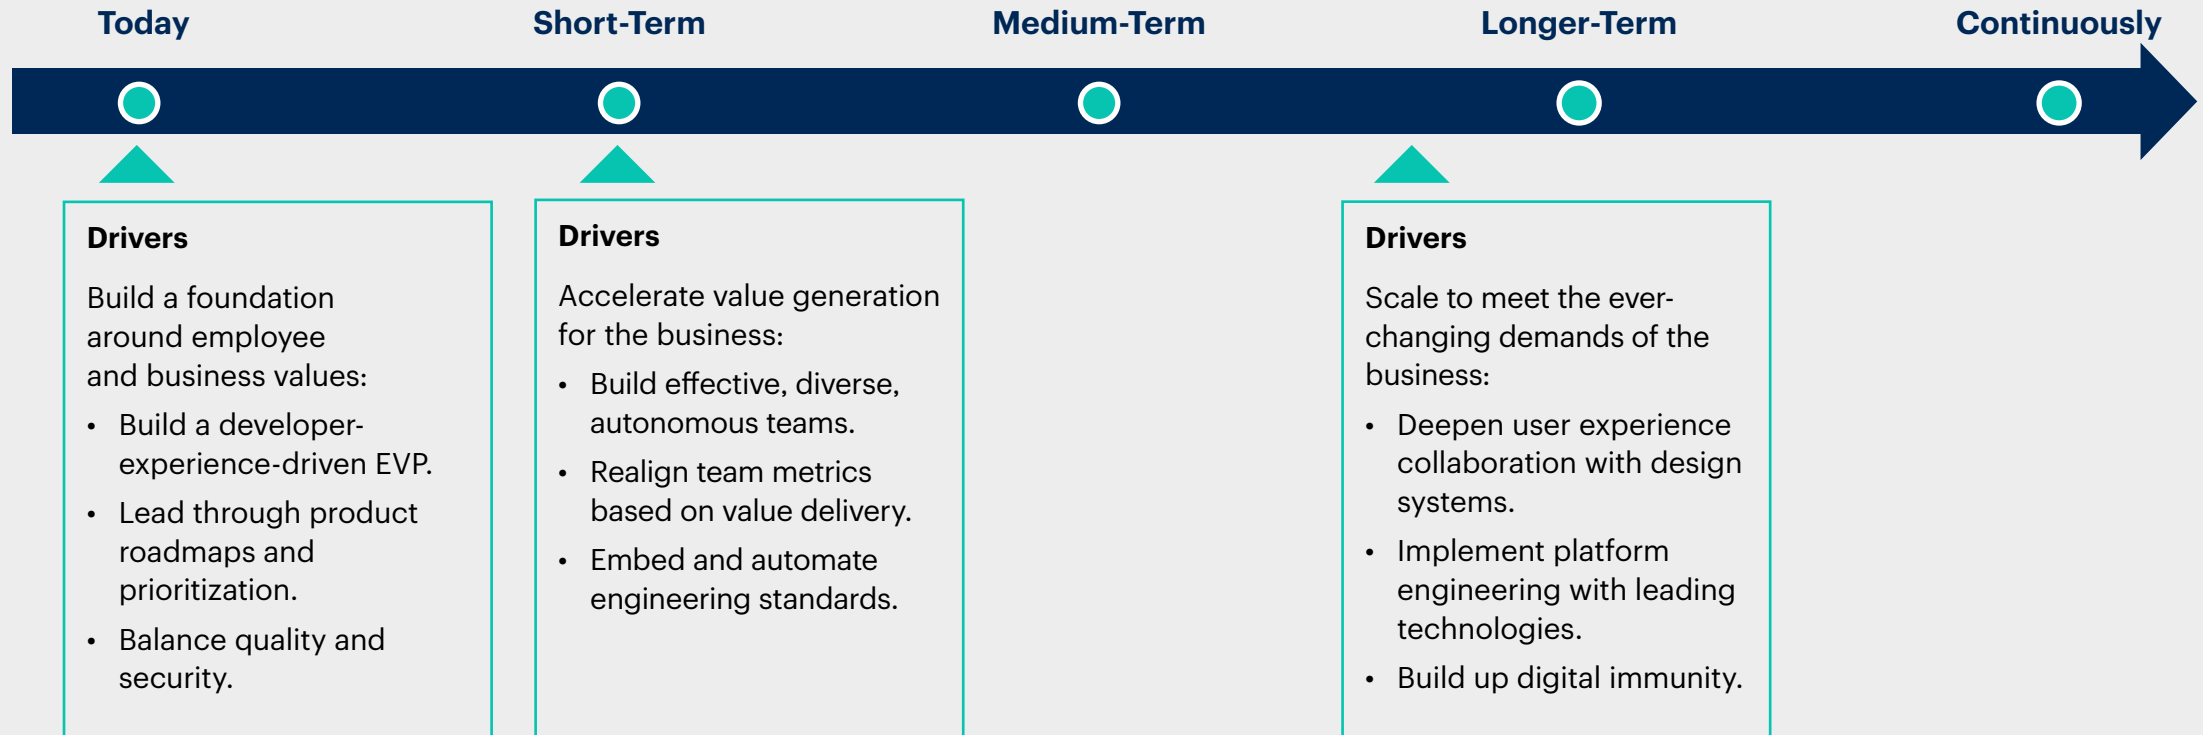 Today
Short-Term
Medium-Term
Longer-Term
Continuously
Drivers
Build a foundation
around employee
and business values:
• Build a developer-
experience-driven EVP.
• Lead through product
roadmaps and
prioritization.
• Balance quality and
security.
Drivers
Accelerate value generation
for the business:
• Build effective, diverse,
autonomous teams.
• Realign team metrics
based on value delivery.
• Embed and automate
engineering standards.
Drivers
Scale to meet the ever-
changing demands of the
business:
• Deepen user experience
collaboration with design
systems.
• Implement platform
engineering with leading
technologies.
• Build up digital immunity.